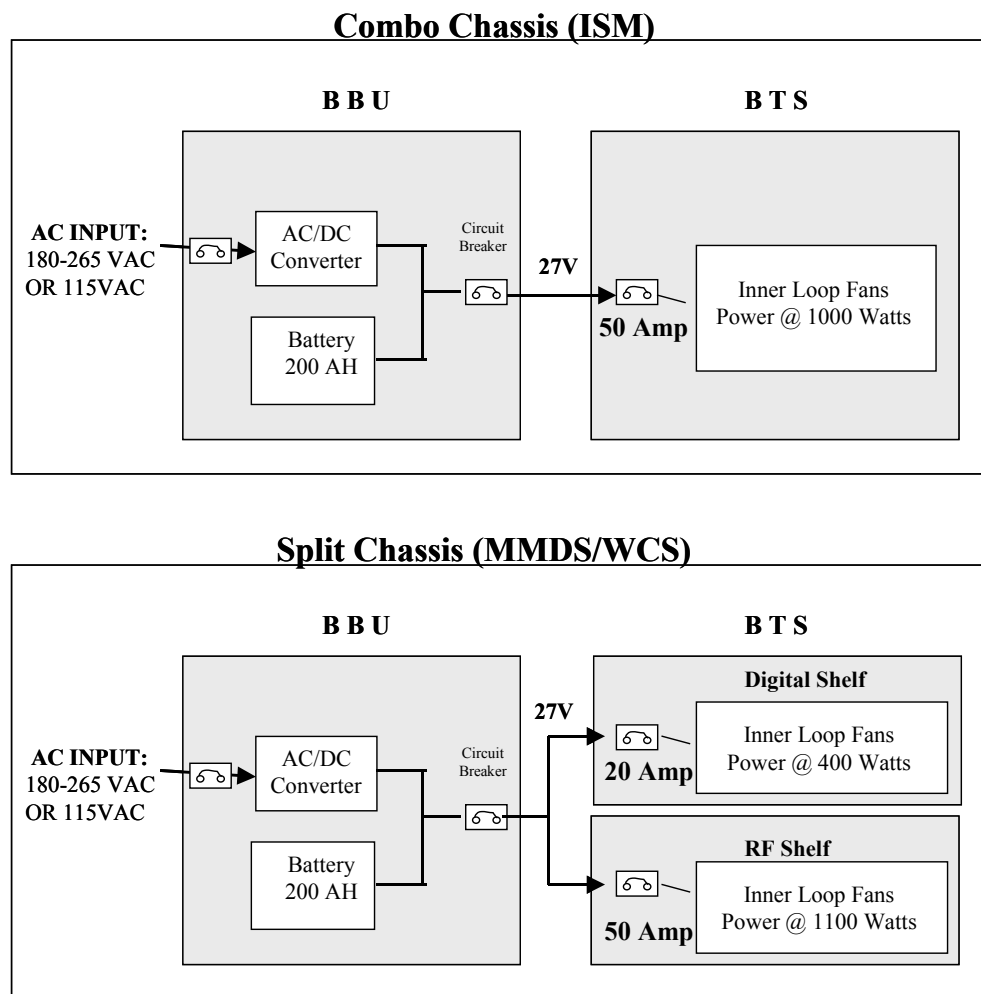 Combo Chassis (ISM)
B B U
B T S
AC INPUT:
180-265 VAC
OR 115VAC
AC/DC
Converter
Circuit
Breaker
27V
50 Amp
Inner Loop Fans
Power @ 1000 Watts
Battery
200 AH
Split Chassis (MMDS/WCS)
B B U
B T S
Digital Shelf
27V
Inner Loop Fans
Power @ 400 Watts
20 Amp
AC INPUT:
180-265 VAC
OR 115VAC
AC/DC
Converter
Circuit
Breaker
Battery
200 AH
RF Shelf
Inner Loop Fans
Power @ 1100 Watts
50 Amp